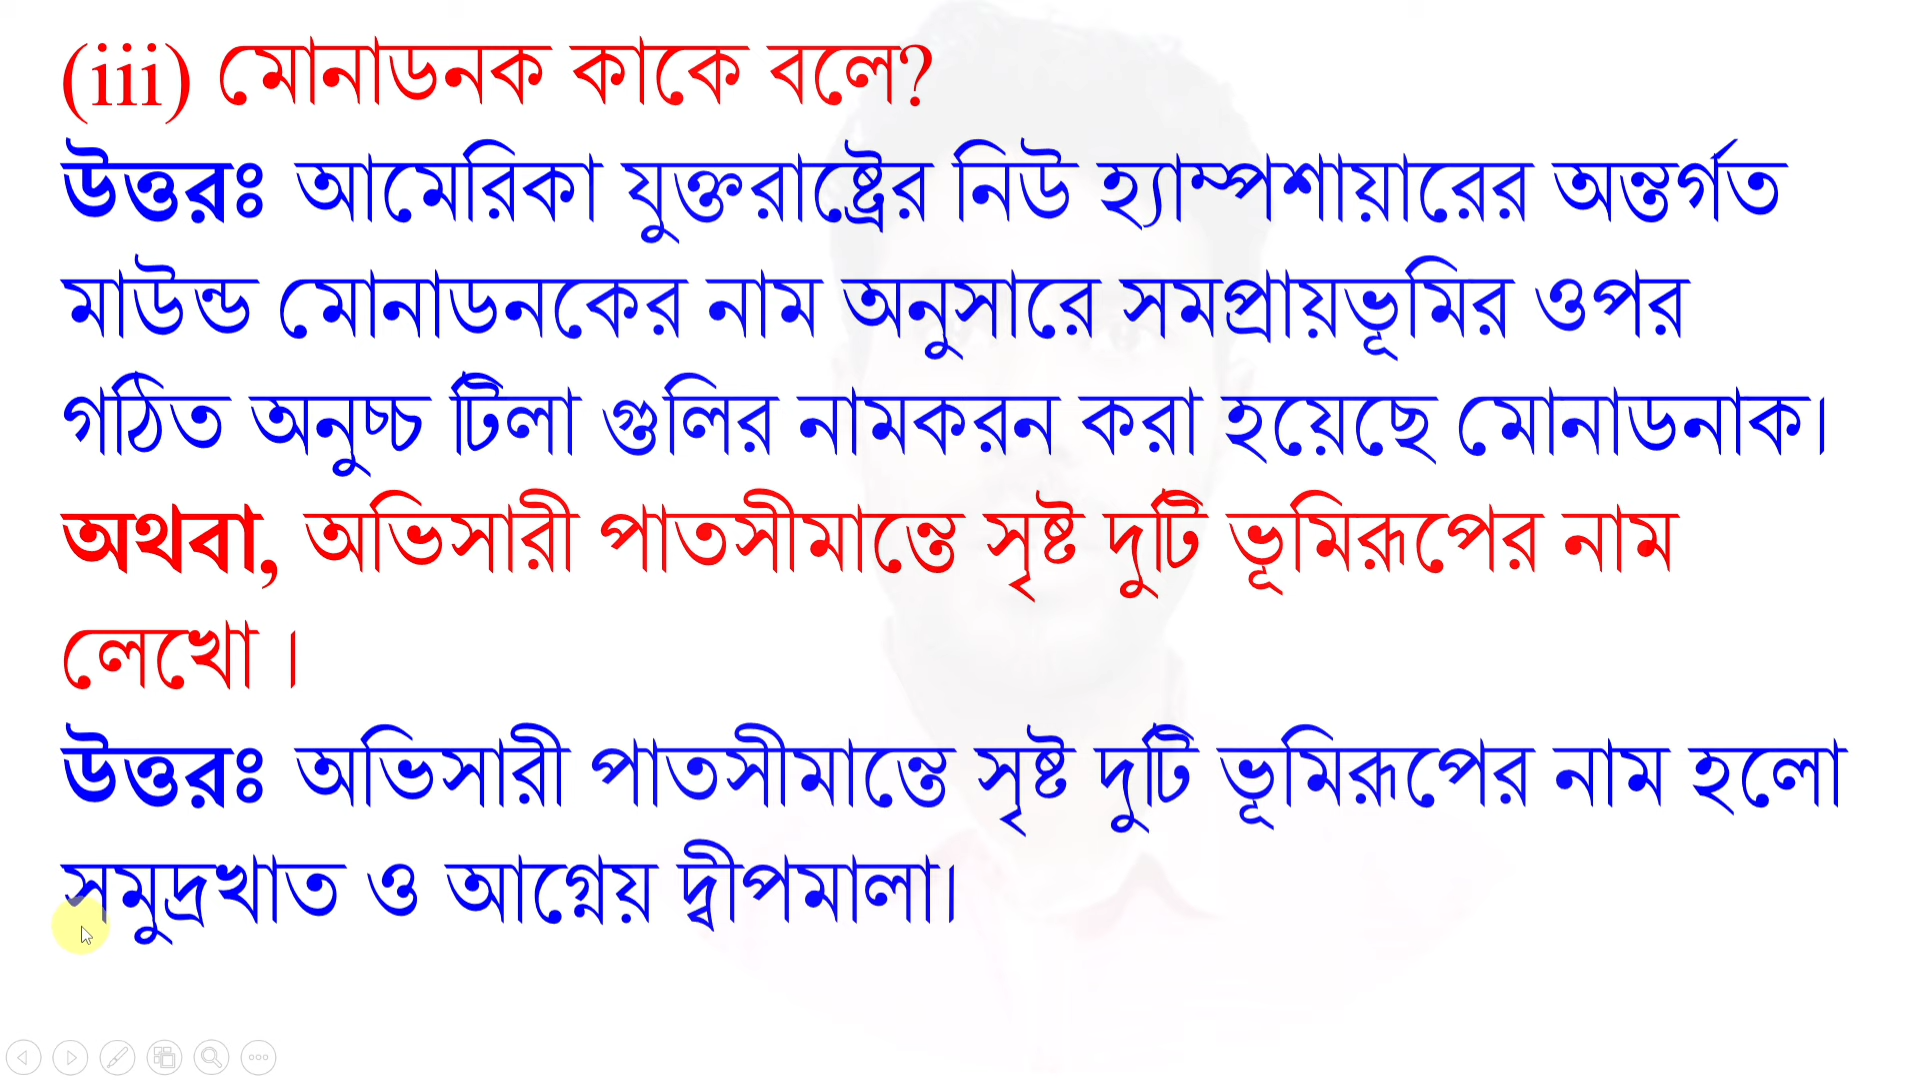 (iii) মোনাডনক কাকে বলে?
উত্তরঃ আমেরিকা যুক্তরাষ্ট্রের নিউ হ্যাম্পশায়ারের অন্তর্গত
মাউন্ড মোনাডনকের নাম অনুসারে সমপ্রায়ভূমির ওপর
গঠিত অনুচ্চ টিলা গুলির নামকরন করা হয়েছে মোনাডনাক।
অথবা, অভিসারী পাতসীমান্তে সৃষ্ট দুটি ভূমিরূপের নাম
লেখো ।
উত্তরঃ অভিসারী পাতসীমান্তে সৃষ্ট দুটি ভূমিরূপের নাম হলো
সমুদ্রখাত ও আগ্নেয় দ্বীপমালা।